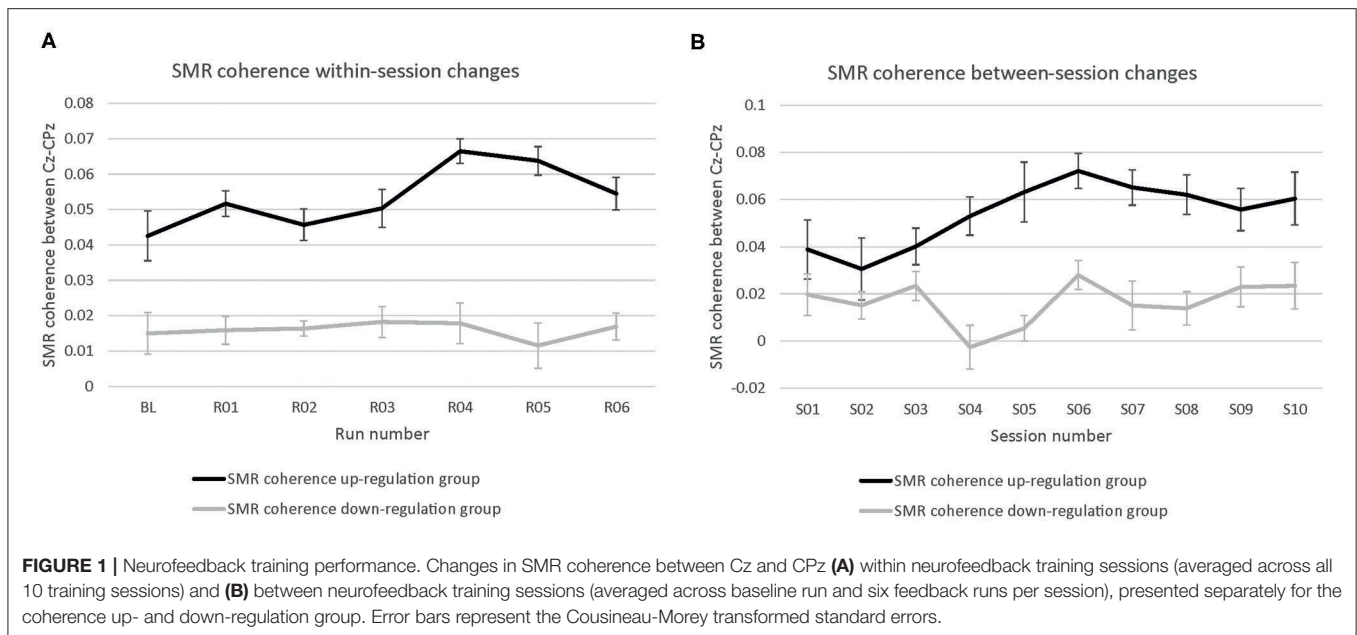 A
SMR coherence within-session changes
SMR coherence between Cz-CPz
0.08
0.07
0.06
0.05
0.04
0.03
0.02
0.01
0
BL R01 R02 R03 R04 R05 R06
Run number
SMR coherence up-regulation group
SMR coherence down-regulation group
B
SMR coherence between-session changes
SMR coherence between Cz-CPz
0.1
0.08
0.06
0.04
0.02
0
-0.02
S01 S02 S03 S04 S05 S06 S07 S08 S09 S10
Session number
SMR coherence up-regulation group
SMR coherence down-regulation group
FIGURE 1 | Neurofeedback training performance. Changes in SMR coherence between Cz and CPz (A) within neurofeedback training sessions (averaged across all
10 training sessions) and (B) between neurofeedback training sessions (averaged across baseline run and six feedback runs per session), presented separately for the
coherence up- and down-regulation group. Error bars represent the Cousineau-Morey transformed standard errors.